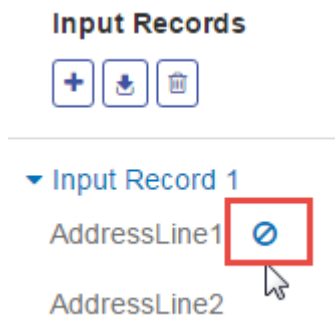 Input Records
Input Record 1
AddressLine1
AddressLine2